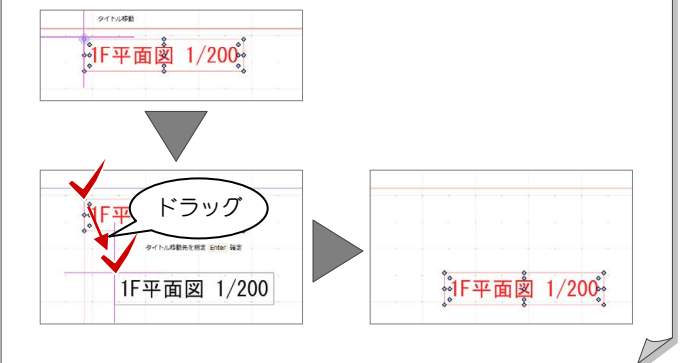 タイトル移動
1F平面図 1/200
1F平
ドラッグ
タイトル移動先を指定 Enter 確定
1F平面図 1/200
1F平面図 1/200